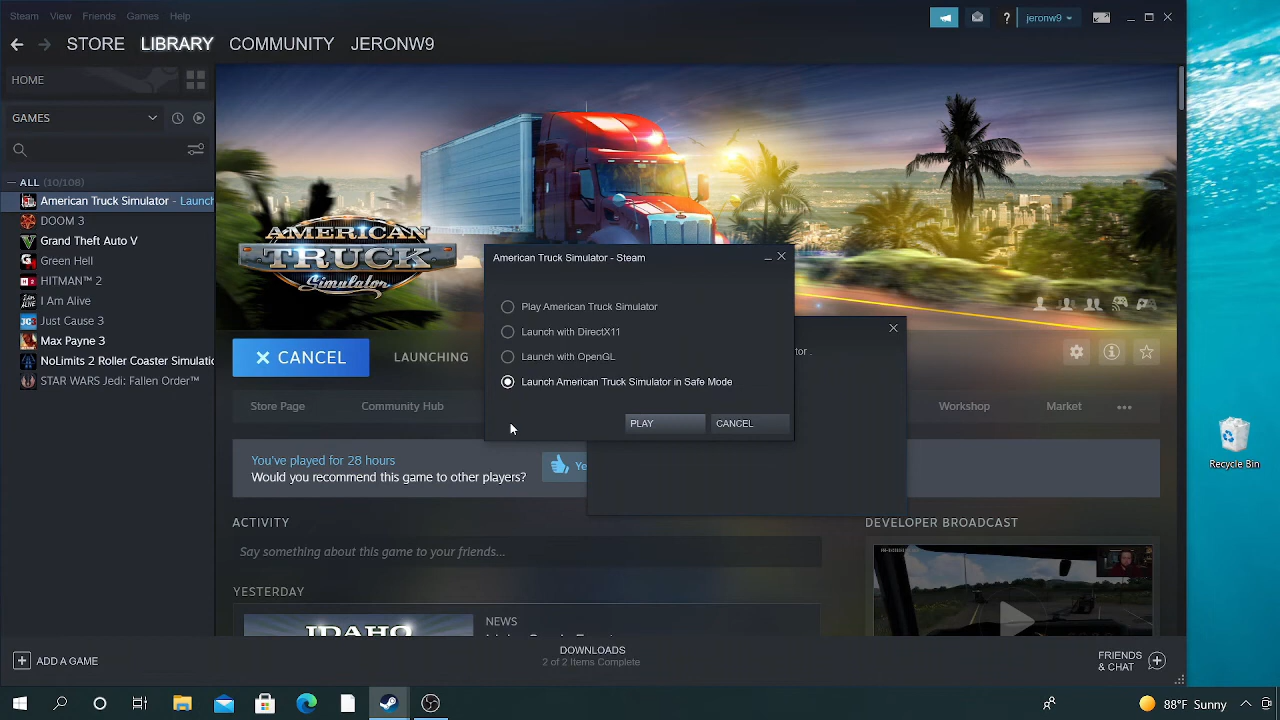 Steam View Friends Games Help
? jeronw9
STORE LIBRARY COMMUNITY JERONW9
HOME
GAMES
ALL (10/108)
American Truck Simulator - Launch
DOOM 3
Grand Theft Auto V
Green Hell
HITMAN™ 2
I Am Alive
Just Cause 3
Max Payne 3
NoLimits 2 Roller Coaster Simulatio
STAR WARS Jedi: Fallen Order™
AMERICAN
TRUCK
Simulator
American Truck Simulator - Steam
Play American Truck Simulator
Launch with DirectX11
Launch with OpenGL
Launch American Truck Simulator in Safe Mode
PLAY CANCEL
tor .
CANCEL LAUNCHING
Store Page Community Hub Workshop Market
You've played for 28 hours
Would you recommend this game to other players? Ye
ACTIVITY
Say something about this game to your friends...
YESTERDAY
IDAHO
NEWS
DEVELOPER BROADCAST
ADD A GAME
DOWNLOADS
2 of 2 Items Complete
FRIENDS
& CHAT
Recycle Bin
88°F Sunny